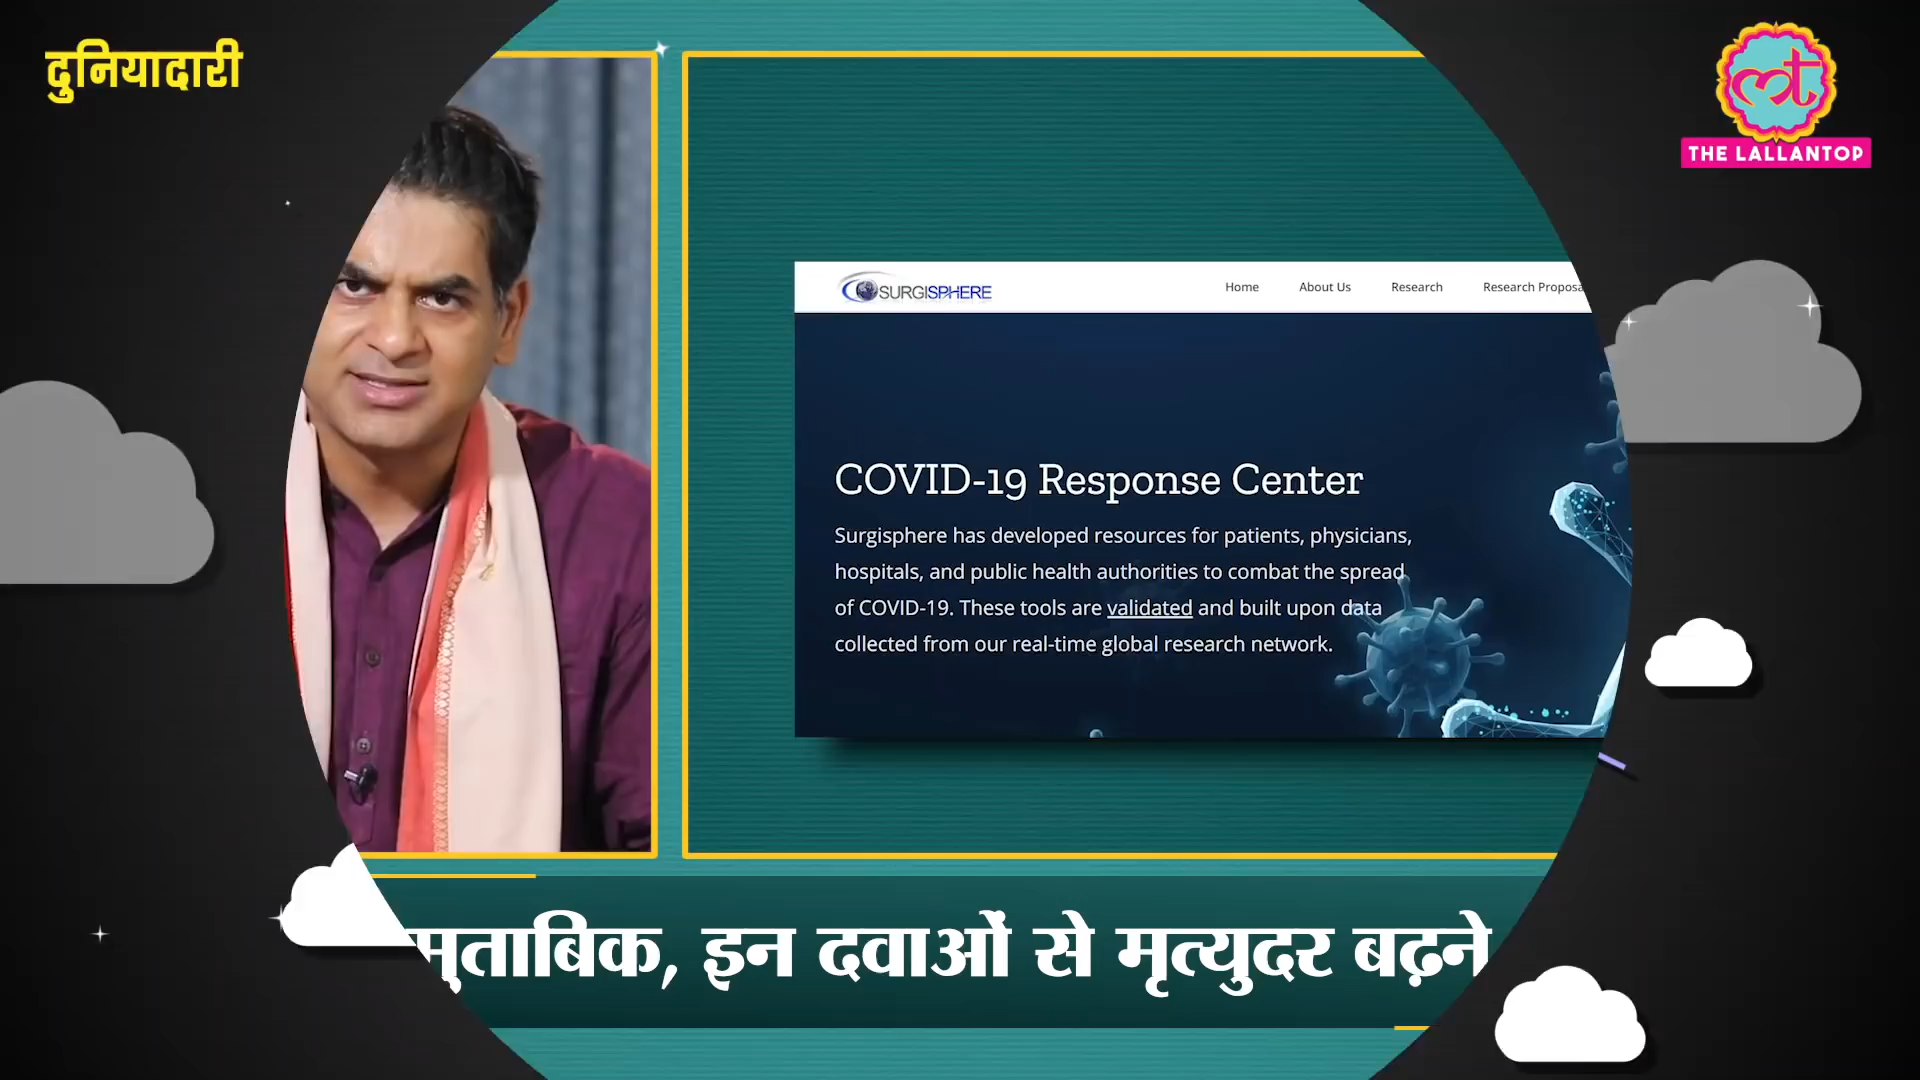 दुनियादारी
THE LALLANTOP
SURGISPHERE
Home About Us Research Research
COVID-19 Response Center
Surgisphere has developed resources for patients, physicians,
hospitals, and public health authorities to combat the spread
of COVID-19. These tools are validated and built upon data
collected from our real-time global research network.
मुताबिक, इन दवाओं से मृत्युदर बढ़ने